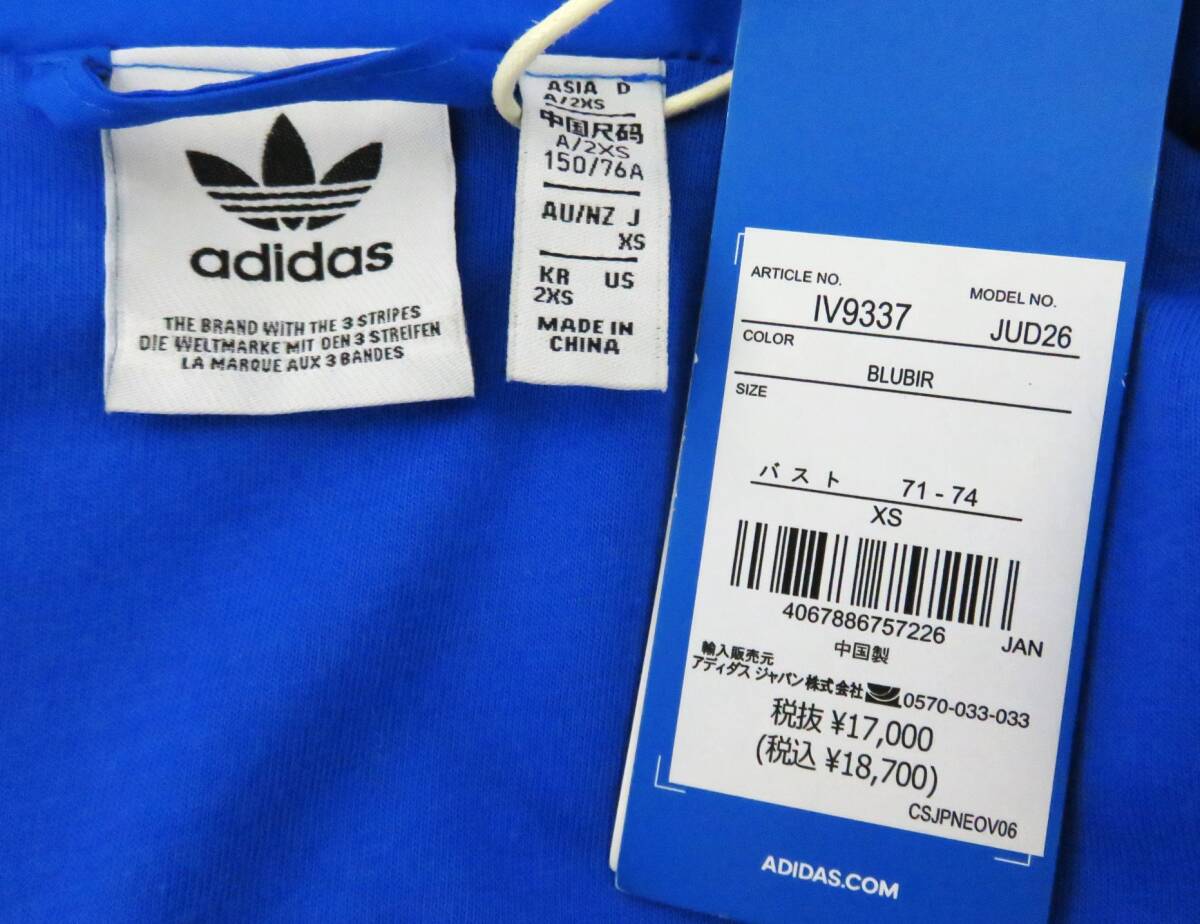 adidas
THE BRAND WITH THE 3 STRIPES
DIE WELTMARKE MIT DEN 3 STREIFEN
LA MARQUE AUX 3 BANDES
ASIA D
A/2XS
中国尺码
A/2XS
150/76A
AU/NZ J
XS
KR US
2XS
MADE IN
CHINA
ARTICLE NO. MODEL NO.
IV9337 JUD26
COLOR
BLUBIR
SIZE
バスト 71 - 74
XS
4067886757226 JAN
中国製
輸入販売元
アディダス ジャパン株式会社 0570-033-033
税抜 ¥17,000
(税込 ¥18,700)
CSJPNEOV06
ADIDAS.COM